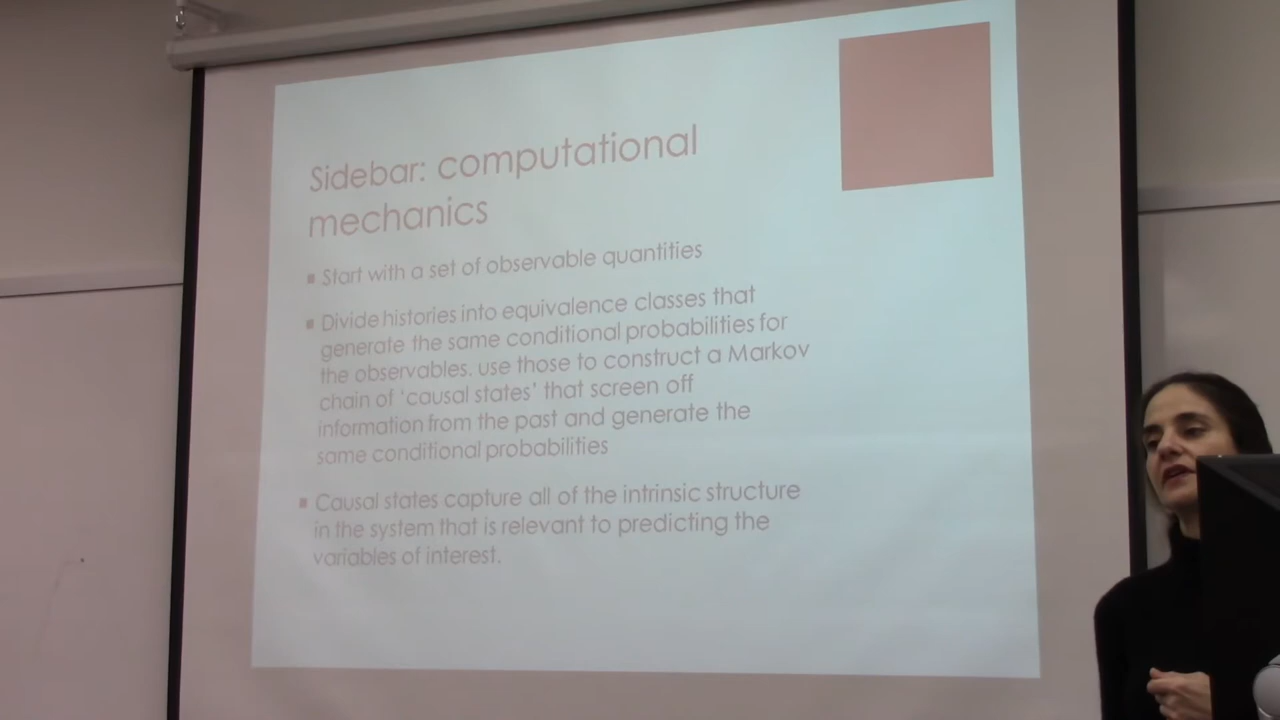 Sidebar: computational
mechanics
Start with a set of observable quantities
Divide histories into equivalence classes that
generate the same conditional probabilities for
the observables. use those to construct a Markov
chain of ‘causal states’ that screen off
information from the past and generate the
same conditional probabilities
Causal states capture all of the intrinsic structure
in the system that is relevant to predicting the
variables of interest.